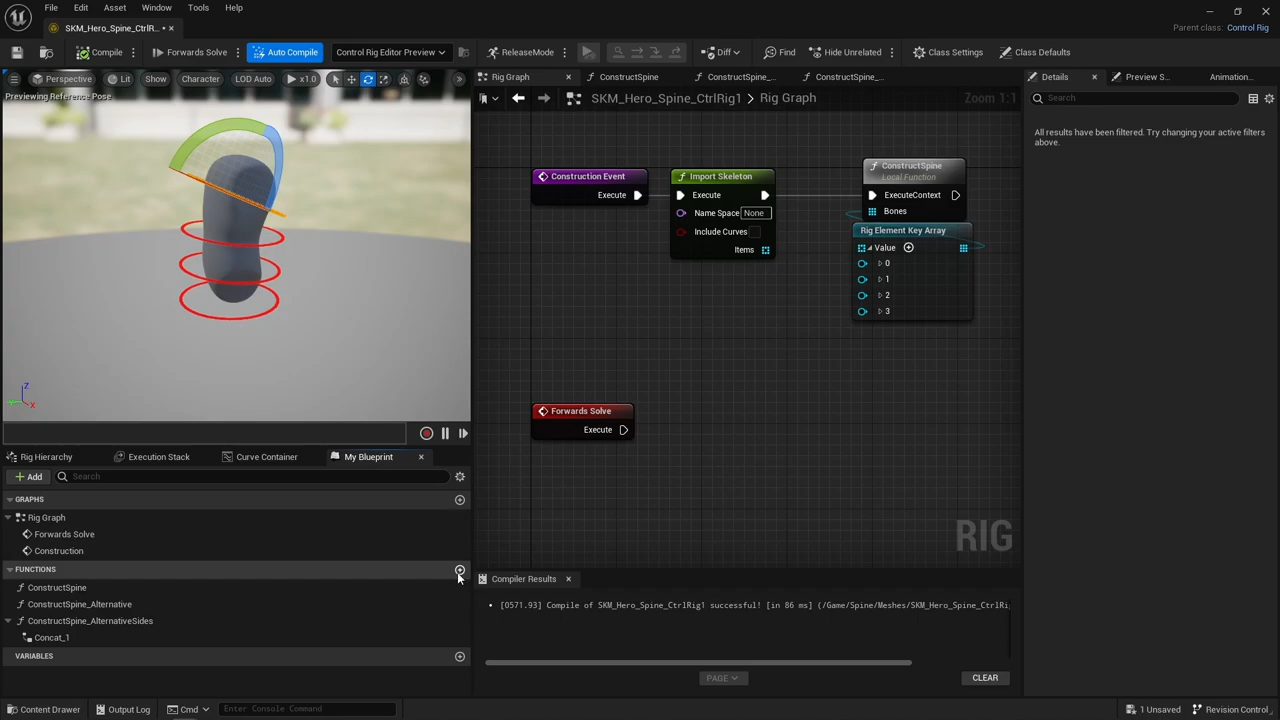 File Edit Asset Window Tools Help
SKM_Hero_Spine_CtrlR...
Parent class: Control Rig
Compile Forwards Solve Auto Compile Control Rig Editor Preview ReleaseMode Diff Find Hide Unrelated Class Settings Class Defaults
Perspective Lit Show Character LOD Auto x1.0
Previewing Reference Pose
Z
Y
X
Rig Graph ConstructSpine ConstructSpine_... ConstructSpine_...
SKM_Hero_Spine_CtrlRig1 > Rig Graph Zoom 1:1
Construction Event
Execute
Import Skeleton
Execute
Name Space None
Include Curves
Items
ConstructSpine
Local Function
ExecuteContext
Bones
Rig Element Key Array
Value
0
1
2
3
Forwards Solve
Execute
RIG
Details Preview S... Animation...
Search
All results have been filtered. Try changing your active filters
above.
Rig Hierarchy Execution Stack Curve Container My Blueprint
+ Add Search
GRAPHS
Rig Graph
Forwards Solve
Construction
FUNCTIONS
ConstructSpine
ConstructSpine_Alternative
ConstructSpine_AlternativeSides
Concat_1
VARIABLES
Compiler Results
[0571.93] Compile of SKM_Hero_Spine_CtrlRig1 successful! [in 86 ms] (/Game/Spine/Meshes/SKM_Hero_Spine_CtrlRi
PAGE CLEAR
Content Drawer Output Log Cmd Enter Console Command 1 Unsaved Revision Control